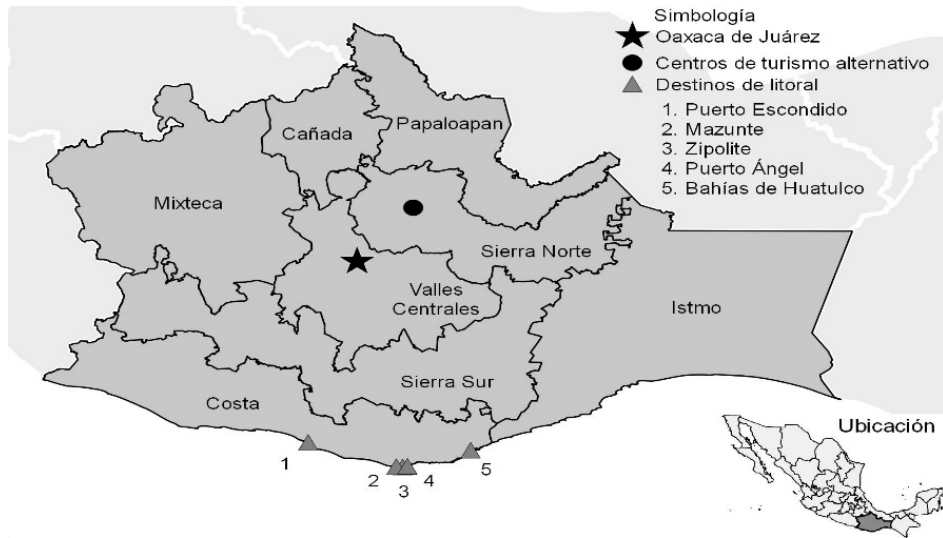 Simbología
Oaxaca de Juárez
Centros de turismo alternativo
Destinos de litoral
1. Puerto Escondido
2. Mazunte
3. Zipolite
4. Puerto Ángel
5. Bahías de Huatulco
Cañada
Papaloapan
Mixteca
Sierra Norte
Valles
Centrales
Istmo
Sierra Sur
Costa
1
2
3
4
5
Ubicación